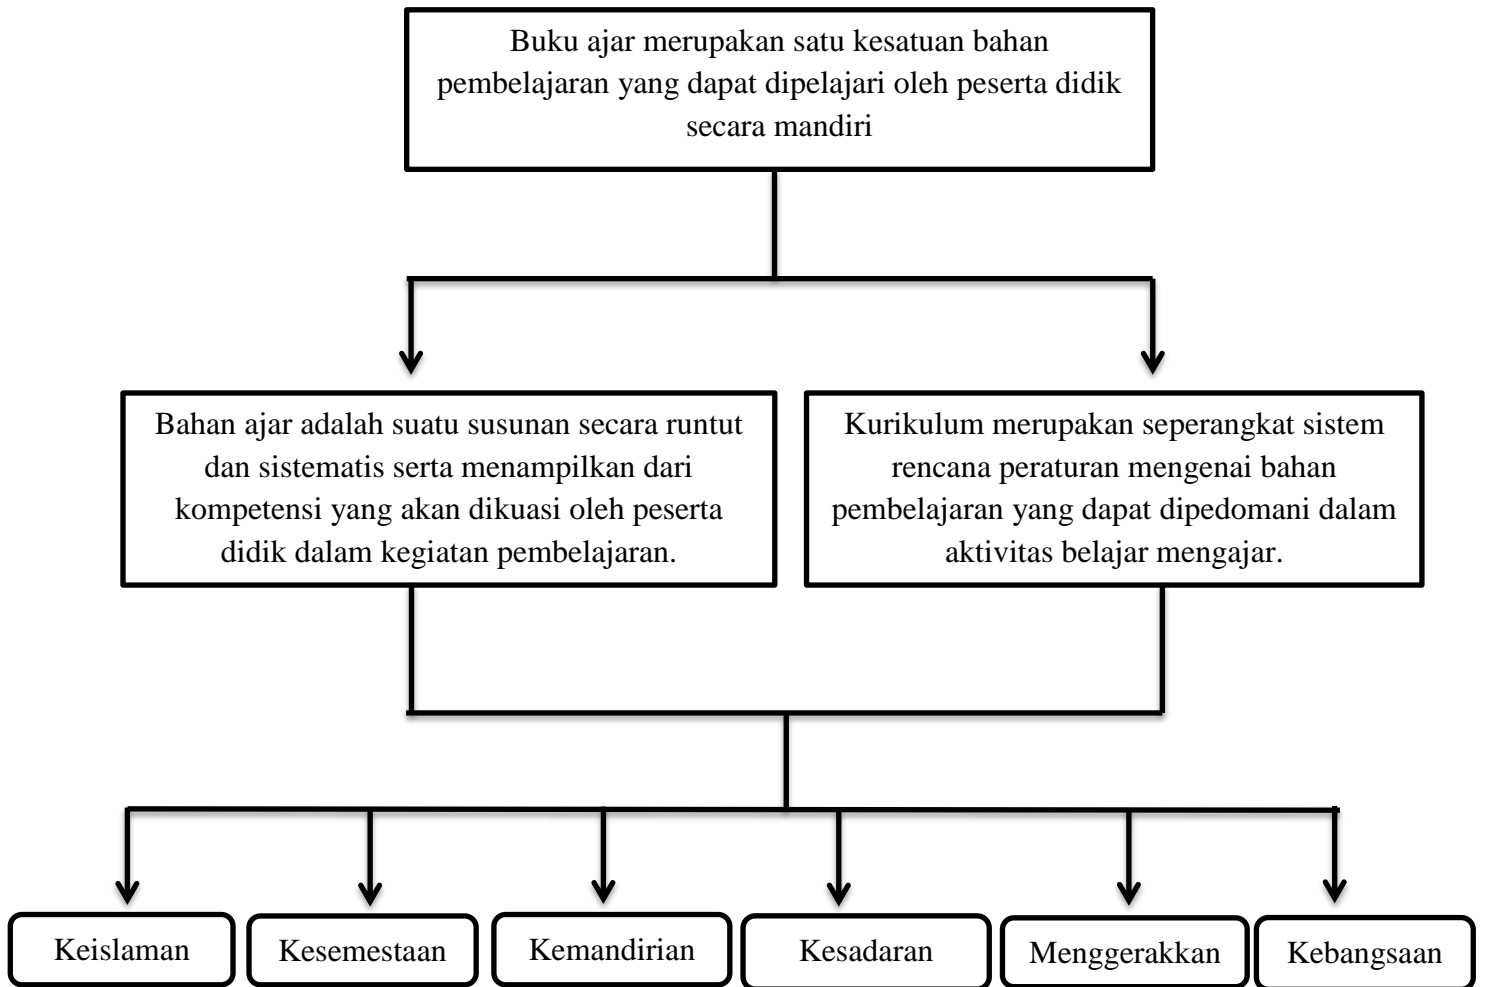 Buku ajar merupakan satu kesatuan bahan
pembelajaran yang dapat dipelajari oleh peserta didik
secara mandiri
Bahan ajar adalah suatu susunan secara runtut
dan sistematis serta menampilkan dari
kompetensi yang akan dikuasi oleh peserta
didik dalam kegiatan pembelajaran.
Kurikulum merupakan seperangkat sistem
rencana peraturan mengenai bahan
pembelajaran yang dapat dipedomani dalam
aktivitas belajar mengajar.
Keislaman
Kesemestaan
Kemandirian
Kesadaran
Menggerakkan
Kebangsaan